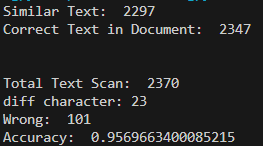 Similar Text:  2297
Correct Text in Document:  2347
Total Text Scan:  2370
diff character: 23
Wrong:  101
Accuracy:  0.9569663400085215